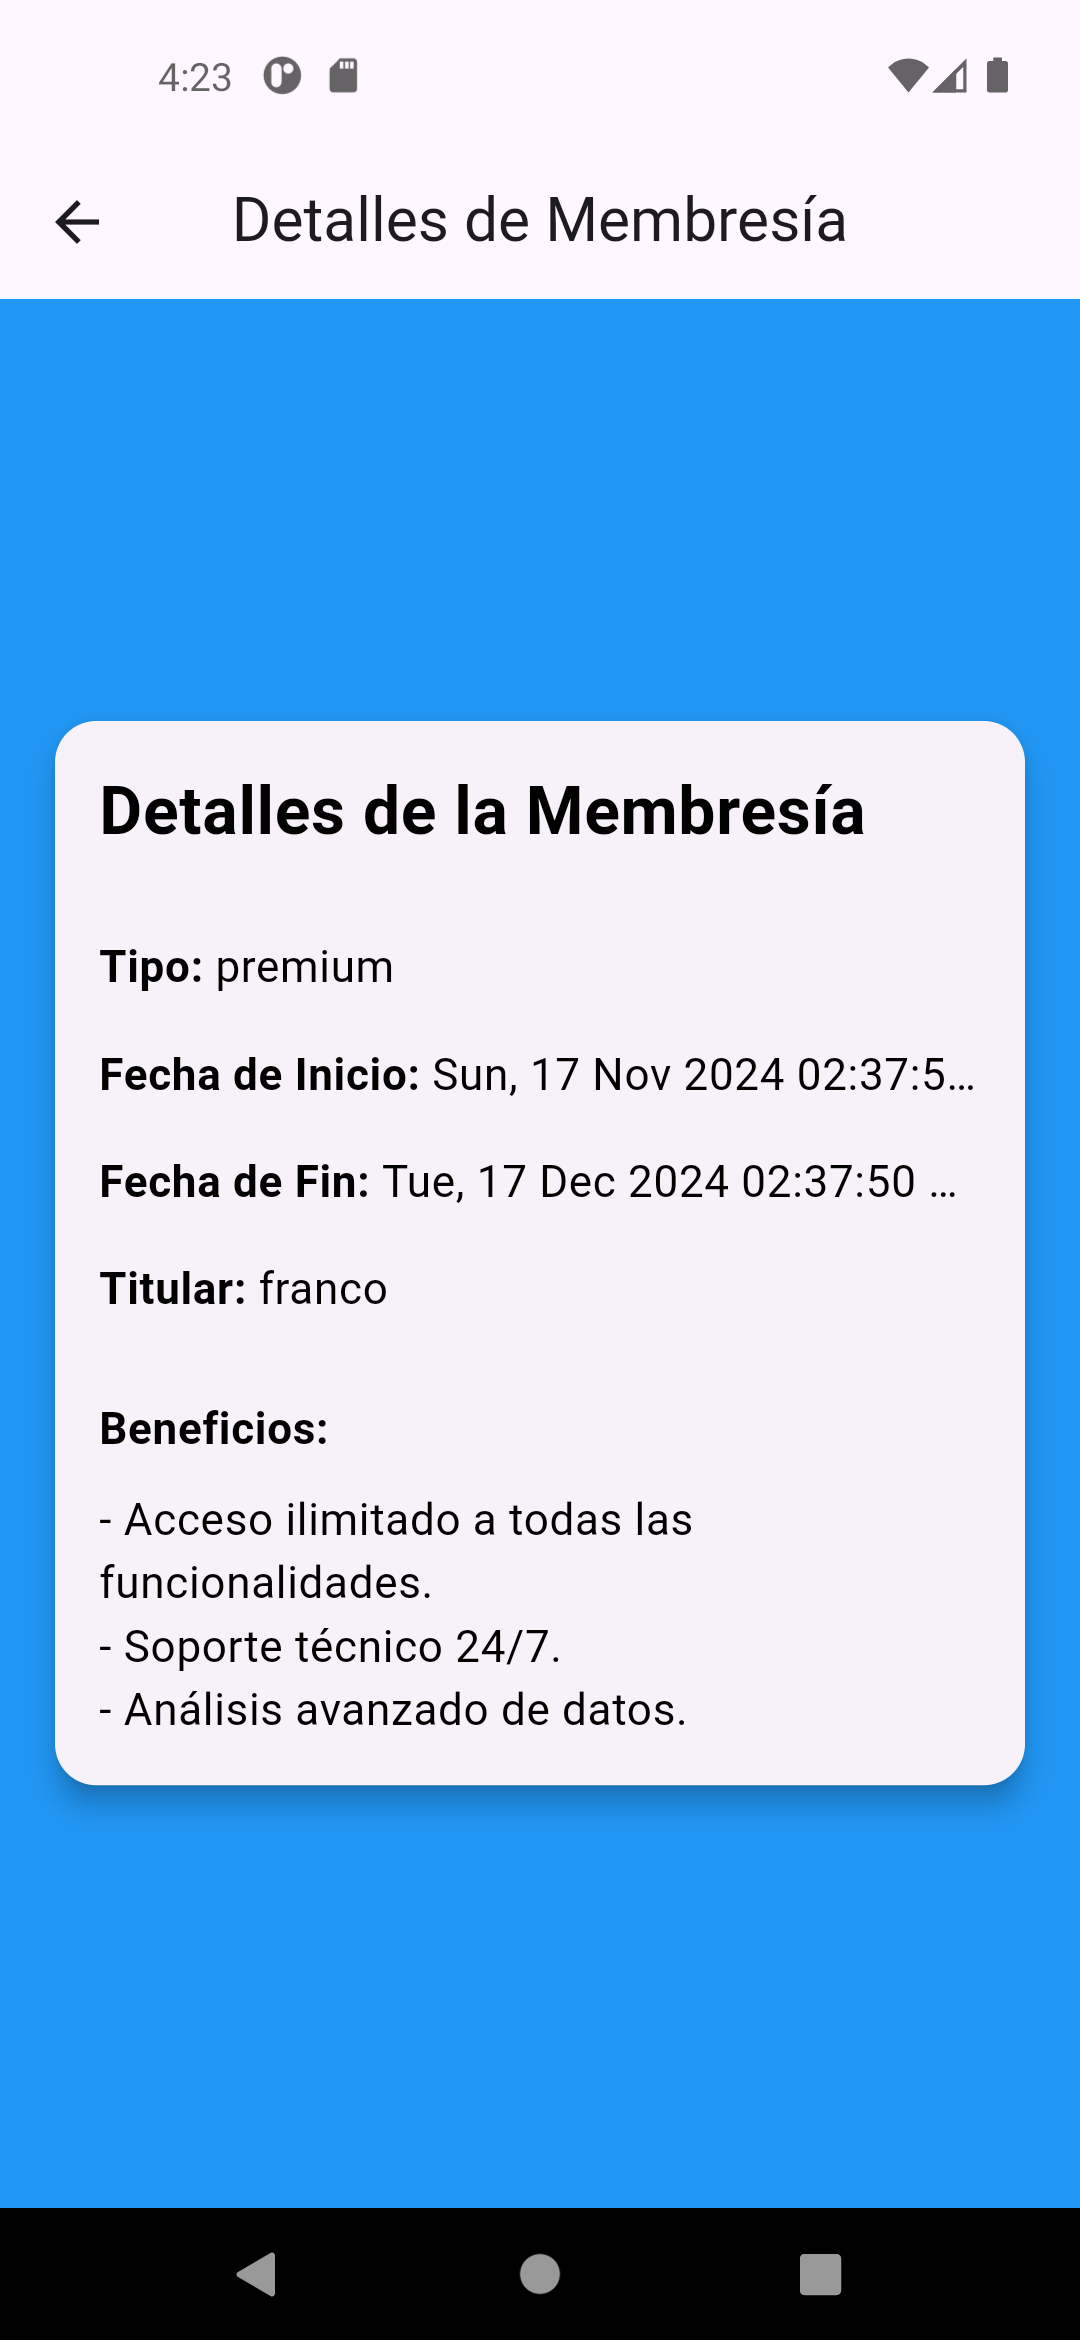 4:23
Detalles de Membresía
Detalles de la Membresía
Tipo: premium
Fecha de Inicio: Sun, 17 Nov 2024 02:37:5...
Fecha de Fin: Tue, 17 Dec 2024 02:37:50 ...
Titular: franco
Beneficios:
- Acceso ilimitado a todas las
funcionalidades.
- Soporte técnico 24/7.
- Análisis avanzado de datos.